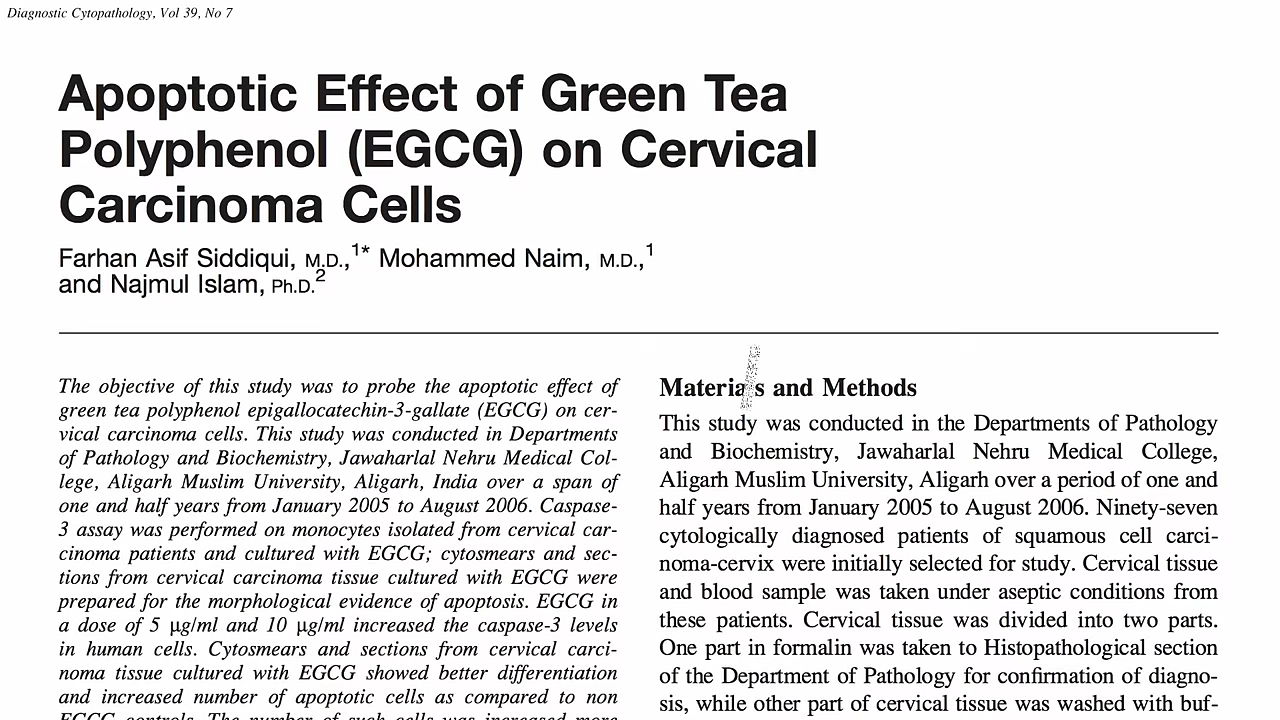 Diagnostic Cytopathology, Vol 39, No 7
Apoptotic Effect of Green Tea
Polyphenol (EGCG) on Cervical
Carcinoma Cells
Farhan Asif Siddiqui, M.D.,1* Mohammed Naim, M.D.,1
and Najmul Islam, Ph.D.2
The objective of this study was to probe the apoptotic effect of
green tea polyphenol epigallocatechin-3-gallate (EGCG) on cer-
vical carcinoma cells. This study was conducted in Departments
of Pathology and Biochemistry, Jawaharlal Nehru Medical Col-
lege, Aligarh Muslim University, Aligarh, India over a span of
one and half years from January 2005 to August 2006. Caspase-
3 assay was performed on monocytes isolated from cervical car-
cinoma patients and cultured with EGCG; cytosmears and sec-
tions from cervical carcinoma tissue cultured with EGCG were
prepared for the morphological evidence of apoptosis. EGCG in
a dose of 5 μg/ml and 10 μg/ml increased the caspase-3 levels
in human cells. Cytosmears and sections from cervical carci-
noma tissue cultured with EGCG showed better differentiation
and increased number of apoptotic cells as compared to non
EGCG controls. The number of such cells was increased more
and Methods
This study was conducted in the Departments of Pathology
and Biochemistry, Jawaharlal Nehru Medical College,
Aligarh Muslim University, Aligarh over a period of one and
half years from January 2005 to August 2006. Ninety-seven
cytologically diagnosed patients of squamous cell carci-
noma-cervix were initially selected for study. Cervical tissue
and blood sample was taken under aseptic conditions from
these patients. Cervical tissue was divided into two parts.
One part in formalin was taken to Histopathological section
of the Department of Pathology for confirmation of diagno-
sis, while other part of cervical tissue was washed with buf-